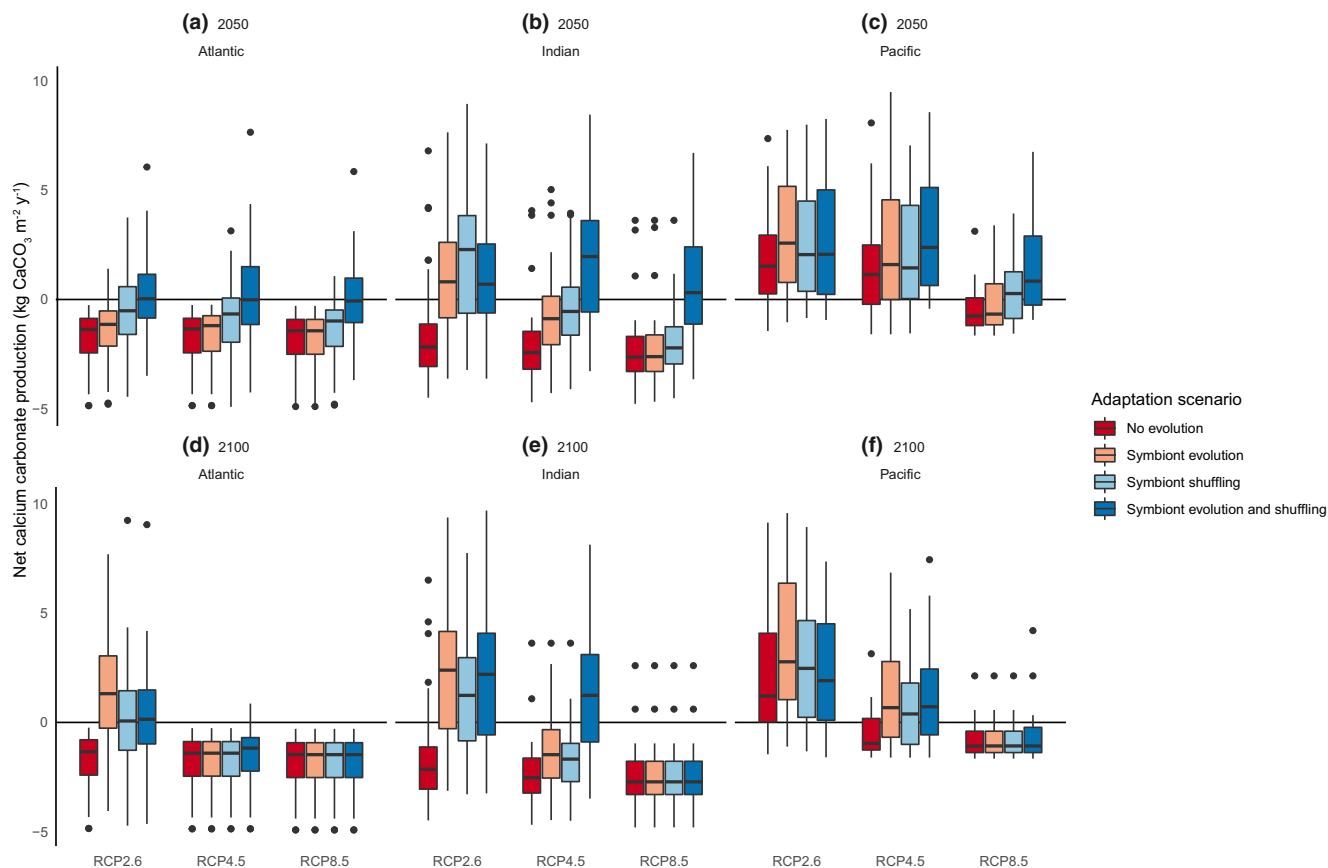 (a) 2050
Atlantic
(b) 2050
Indian
(c) 2050
Pacific
10
5
0
−5
(d) 2100
Atlantic
(e) 2100
Indian
(f) 2100
Pacific
10
5
0
−5
Net calcium carbonate production (kg CaCO₃ m⁻² y⁻¹)
RCP2.6 RCP4.5 RCP8.5
RCP2.6 RCP4.5 RCP8.5
RCP2.6 RCP4.5 RCP8.5
Adaptation scenario
No evolution
Symbiont evolution
Symbiont shuffling
Symbiont evolution and shuffling